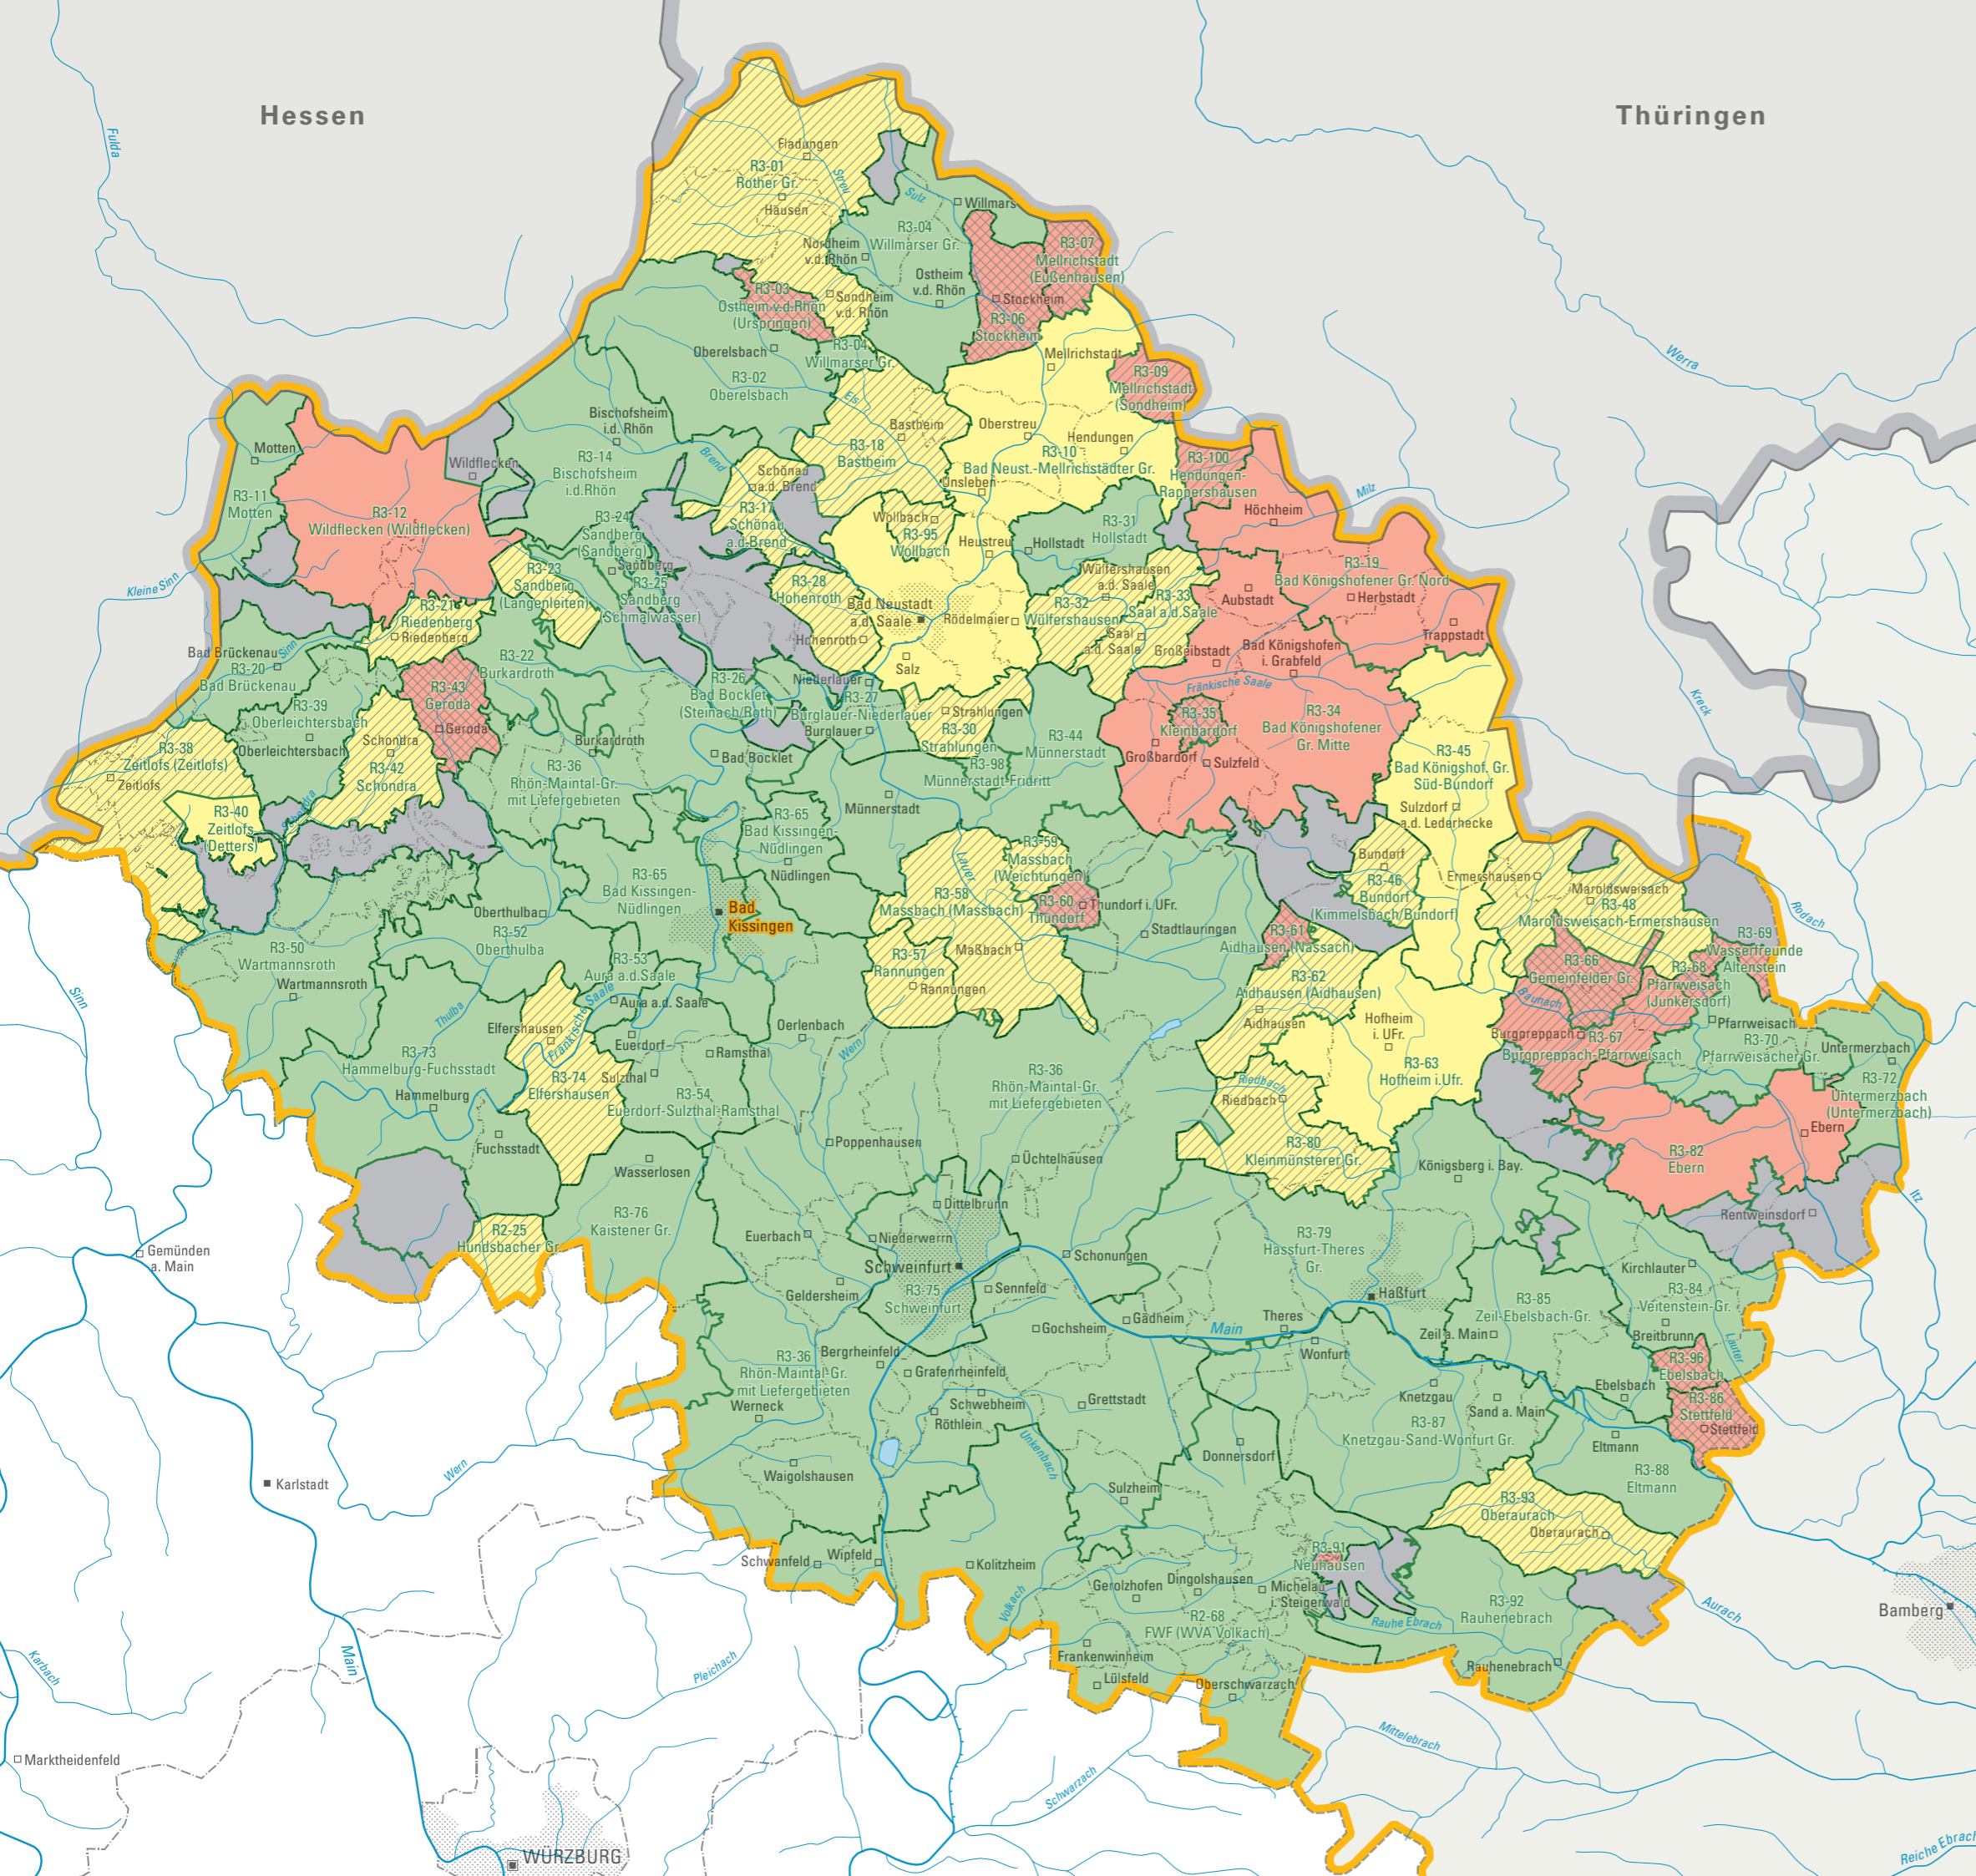 Hessen
Thüringen
Fulda
Fladungen
R3-01
Rother Gr.
Hausen
Streu
Sulz
Willmars
R3-04
Willmarser Gr.
R3-07
Mellrichstadt
(Eußenhausen)
Nordheim
v.d.Rhön
Ostheim
v.d. Rhön
R3-03
Ostheim v.d.Rhön
(Urspringen)
Sondheim
v.d. Rhön
Stockheim
R3-06
Stockheim
Oberelsbach
R3-04
Willmarser Gr.
R3-02
Oberelsbach
Mellrichstadt
R3-09
Mellrichstadt
(Sondheim)
Werra
Els
Bischofsheim
i.d. Rhön
Bastheim
R3-18
Bastheim
Oberstreu
Hendungen
R3-10
Bad Neust.-Mellrichstädter Gr.
Unsleben
Motten
R3-11
Motten
Wildflecken
R3-12
Wildflecken (Wildflecken)
R3-14
Bischofsheim
i.d.Rhön
Brend
Schönau
a.d. Brend
R3-17
Schönau
a.d-Brend
R3-100
Hendungen-
Rappershausen
Höchheim
Milz
Wollbach
R3-95
Wollbach
Heustreu
Hollstadt
R3-31
Hollstadt
R3-24
Sandberg
(Sandberg)
Sandberg
R3-25
Sandberg
(Schmalwasser)
R3-23
Sandberg
(Langenleiten)
Kleine Sinn
R3-28
Hohenroth
Hohenroth
Bad Neustadt
a.d. Saale
Rödelmaier
Salz
Wülfershausen
a.d. Saale
R3-32
Wülfershausen
R3-33
Saal a.d.Saale
Saal
a.d. Saale
R3-19
Bad Königshofener Gr. Nord
Aubstadt
Herbstadt
Trappstadt
Großeibstadt
Bad Königshofen
i. Grabfeld
Fränkische Saale
R3-21
Riedenberg
Riedenberg
Bad Brückenau
Sinn
R3-20
Bad Brückenau
R3-22
Burkardroth
R3-43
Geroda
Geroda
R3-39
Oberleichtersbach
Oberleichtersbach
R3-26
Bad Bocklet
(Steinach/Roth)
Niederlauer
R3-27
Burglauer-Niederlauer
Burglauer
Strahlungen
R3-30
Strahlungen
R3-44
Münnerstadt
R3-35
Kleinbardorf
R3-34
Bad Königshofener
Gr. Mitte
Großbardorf
Sulzfeld
Kreck
R3-38
Zeitlofs (Zeitlofs)
Zeitlofs
Schondra
R3-42
Schondra
Burkardroth
R3-36
Rhön-Maintal-Gr.
mit Liefergebieten
Bad Bocklet
R3-98
Münnerstadt-Fridritt
Münnerstadt
R3-45
Bad Königshof. Gr.
Süd-Bundorf
Sulzdorf
a.d. Lederhecke
R3-40
Zeitlofs
(Detters)
Schondra
R3-65
Bad Kissingen-
Nüdlingen
Nüdlingen
R3-65
Bad Kissingen-
Nüdlingen
Bad
Kissingen
Lauer
R3-59
Massbach
(Weichtungen)
R3-58
Massbach (Massbach)
R3-60
Thundorf
Thundorf i. UFr.
Stadtlauringen
Bundorf
R3-46
Bundorf
(Kimmelsbach/Bundorf)
Ermershausen
Maroldsweisach
R3-48
Maroldsweisach-Ermershausen
Rodach
Oberthulba
R3-52
Oberthulba
R3-50
Wartmannsroth
Wartmannsroth
R3-53
Aura a.d.Saale
Aura a.d. Saale
Maßbach
R3-57
Rannungen
Rannungen
R3-61
Aidhausen (Nassach)
R3-62
Aidhausen (Aidhausen)
Aidhausen
R3-66
Gemeinfelder Gr.
R3-69
Wasserfreunde
Altenstein
R3-68
Pfarrweisach
(Junkersdorf)
Baunach
Sinn
Thulba
Elfershausen
Fränkische Saale
Euerdorf
Oerlenbach
Ramsthal
Wern
Hofheim
i. UFr.
R3-63
Hofheim i.Ufr.
Burgpreppach
R3-67
Burgpreppach-Pfarrweisach
Pfarrweisach
R3-70
Pfarrweisacher Gr.
Untermerzbach
R3-72
Untermerzbach
(Untermerzbach)
R3-73
Hammelburg-Fuchsstadt
Hammelburg
R3-74
Elfershausen
Sulzthal
R3-54
Euerdorf-Sulzthal-Ramsthal
R3-36
Rhön-Maintal-Gr.
mit Liefergebieten
Riedbach
Riedbach
Fuchsstadt
Poppenhausen
Wasserlosen
Üchtelhausen
R3-80
Kleinmünsterer Gr.
Königsberg i. Bay.
Ebern
R3-82
Ebern
Itz
Gemünden
a. Main
R2-25
Hundsbacher Gr.
R3-76
Kaistener Gr.
Euerbach
Dittelbrunn
Niederwerrn
Schweinfurt
R3-75
Schweinfurt
Schonungen
R3-79
Hassfurt-Theres
Gr.
Rentweinsdorf
Geldersheim
Sennfeld
Gochsheim
Gädheim
Main
Theres
Haßfurt
Wonfurt
Kirchlauter
R3-84
Veitenstein-Gr.
Breitbrunn
Lauter
R3-85
Zeil-Ebelsbach-Gr.
Zeil a. Main
Bergrheinfeld
Grafenrheinfeld
R3-36
Rhön-Maintal-Gr.
mit Liefergebieten
Werneck
Schwebheim
Röthlein
Grettstadt
Knetzgau
Sand a. Main
R3-87
Knetzgau-Sand-Wonfurt Gr.
Ebelsbach
R3-96
Ebelsbach
R3-86
Stettfeld
Stettfeld
Eltmann
R3-88
Eltmann
Karlstadt
Wern
Waigolshausen
Unkenbach
Donnersdorf
Sulzheim
R3-93
Oberaurach
Oberaurach
Schwanfeld
Wipfeld
Kolitzheim
Volkach
Gerolzhofen
Dingolshausen
R3-91
Neuhausen
Michelau
i. Steigerwald
R2-68
FWF (WVA Volkach)
Rauhe Ebrach
R3-92
Rauhenebrach
Rauhenebrach
Aurach
Bamberg
Frankenwinheim
Lülsfeld
Oberschwarzach
Karbach
Main
Pleichach
Marktheidenfeld
Schwarzach
Mittelebrach
Reiche Ebrach
WÜRZBURG